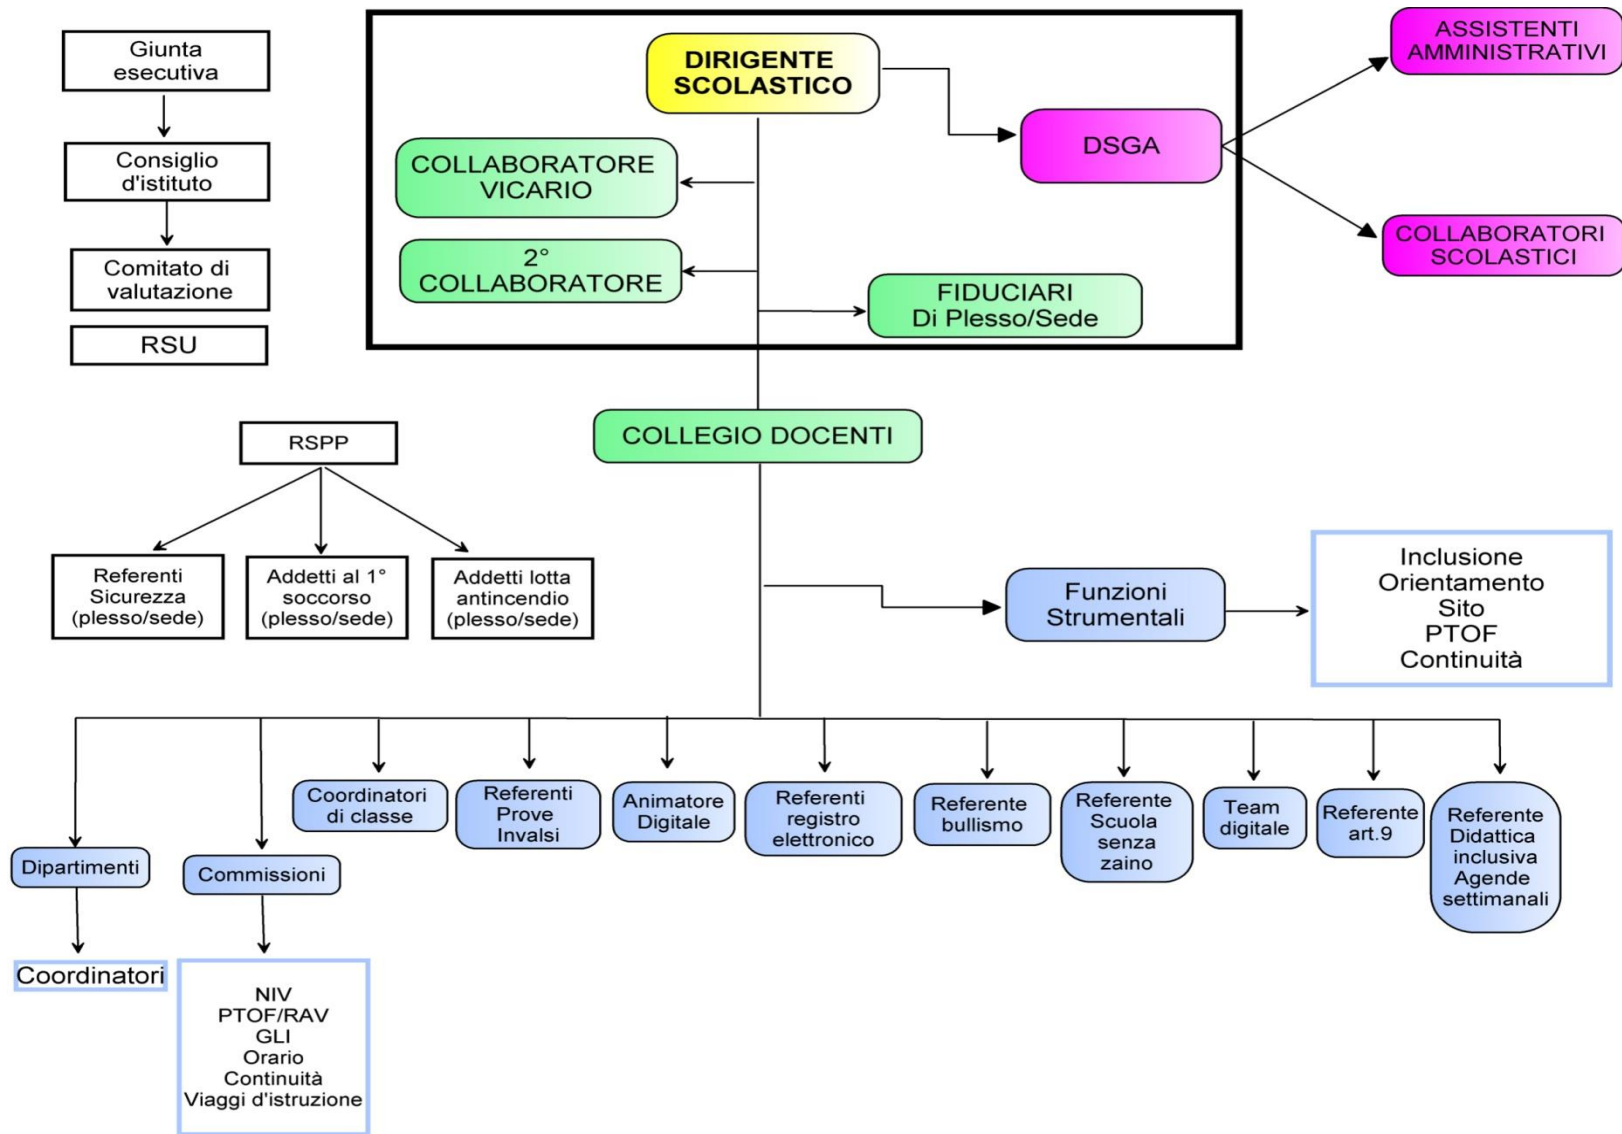 Giunta
esecutiva
Consiglio
d'istituto
Comitato di
valutazione
RSU
DIRIGENTE
SCOLASTICO
COLLABORATORE
VICARIO
2°
COLLABORATORE
DSGA
FIDUCIARI
Di Plesso/Sede
ASSISTENTI
AMMINISTRATIVI
COLLABORATORI
SCOLASTICI
COLLEGIO DOCENTI
RSPP
Referenti
Sicurezza
(plesso/sede)
Addetti al 1°
soccorso
(plesso/sede)
Addetti lotta
antincendio
(plesso/sede)
Funzioni
Strumentali
Inclusione
Orientamento
Sito
PTOF
Continuità
Dipartimenti
Coordinatori
Commissioni
NIV
PTOF/RAV
GLI
Orario
Continuità
Viaggi d'istruzione
Coordinatori
di classe
Referenti
Prove
Invalsi
Animatore
Digitale
Referenti
registro
elettronico
Referente
bullismo
Referente
Scuola
senza
zaino
Team
digitale
Referente
art.9
Referente
Didattica
inclusiva
Agende
settimanali